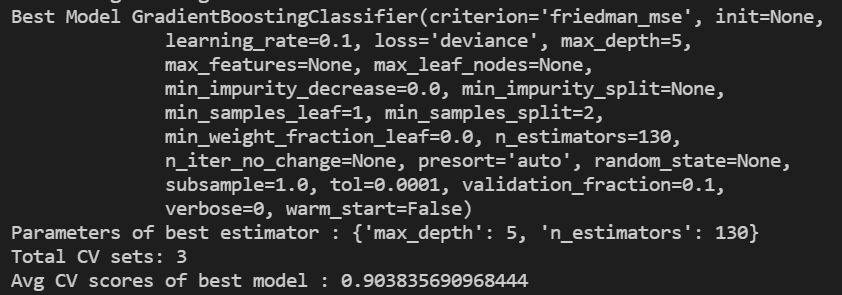 Best Model GradientBoostingClassifier(criterion='friedman_mse', init=None,
learning_rate=0.1, loss='deviance', max_depth=5,
max_features=None, max_leaf_nodes=None,
min_impurity_decrease=0.0, min_impurity_split=None,
min_samples_leaf=1, min_samples_split=2,
min_weight_fraction_leaf=0.0, n_estimators=130,
n_iter_no_change=None, presort='auto', random_state=None,
subsample=1.0, tol=0.0001, validation_fraction=0.1,
verbose=0, warm_start=False)
Parameters of best estimator : {'max_depth': 5, 'n_estimators': 130}
Total CV sets: 3
Avg CV scores of best model : 0.903835690968444